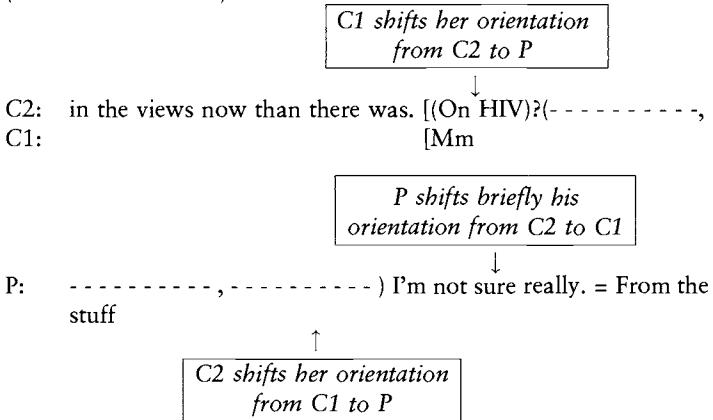 C1 shifts her orientation
from C2 to P
↓
C2: in the views now than there was. [(On HIV)?(- - - - - - - - - - -,
C1: [Mm
P shifts briefly his
orientation from C2 to C1
↓
P: - - - - - - - - - - , - - - - - - - - - - ) I'm not sure really. = From the
stuff
↑
C2 shifts her orientation
from C1 to P